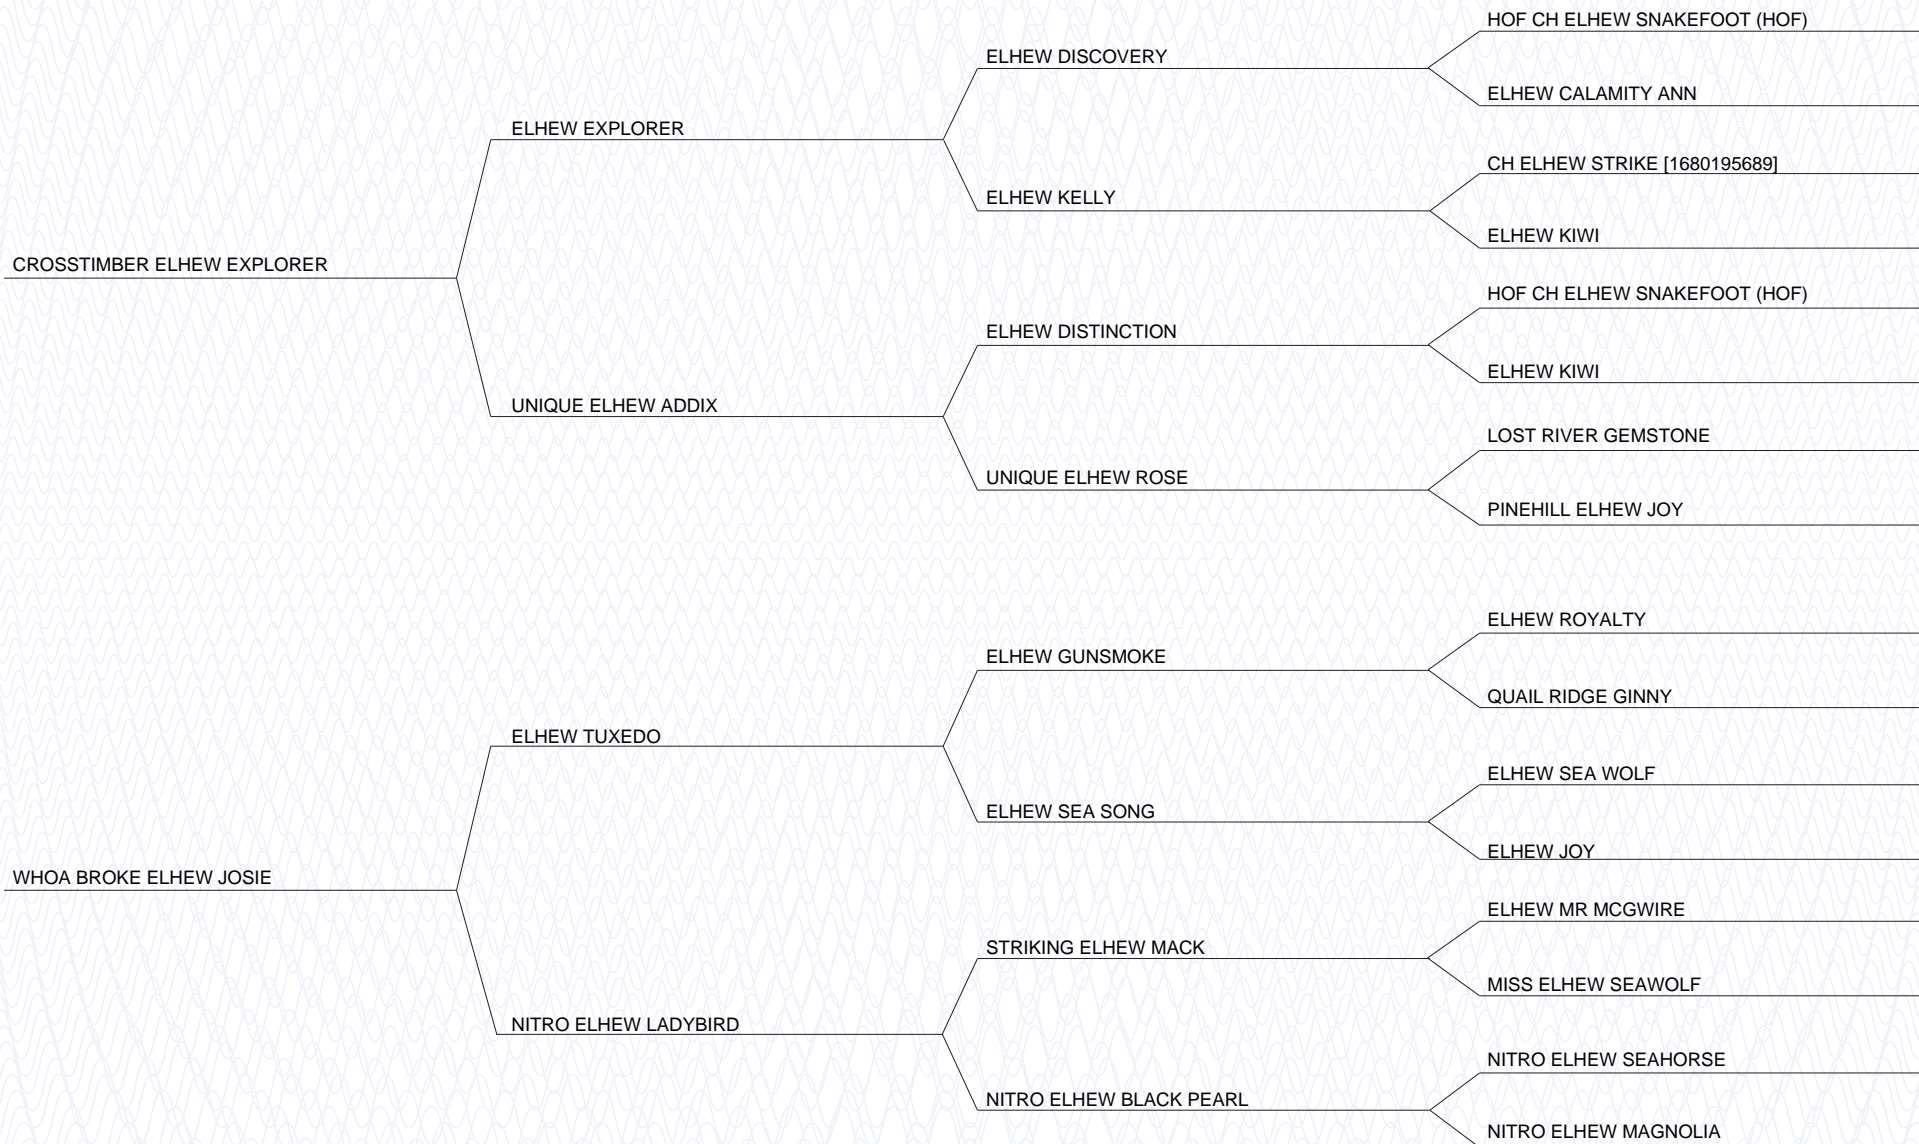 HOF CH ELHEW SNAKEFOOT (HOF)
ELHEW DISCOVERY
ELHEW CALAMITY ANN
ELHEW EXPLORER
CH ELHEW STRIKE [1680195689]
ELHEW KELLY
ELHEW KIWI
CROSSTIMBER ELHEW EXPLORER
HOF CH ELHEW SNAKEFOOT (HOF)
ELHEW DISTINCTION
ELHEW KIWI
UNIQUE ELHEW ADDIX
LOST RIVER GEMSTONE
UNIQUE ELHEW ROSE
PINEHILL ELHEW JOY
ELHEW ROYALTY
ELHEW GUNSMOKE
QUAIL RIDGE GINNY
ELHEW TUXEDO
ELHEW SEA WOLF
ELHEW SEA SONG
ELHEW JOY
WHOA BROKE ELHEW JOSIE
ELHEW MR MCGWIRE
STRIKING ELHEW MACK
MISS ELHEW SEAWOLF
NITRO ELHEW LADYBIRD
NITRO ELHEW SEAHORSE
NITRO ELHEW BLACK PEARL
NITRO ELHEW MAGNOLIA